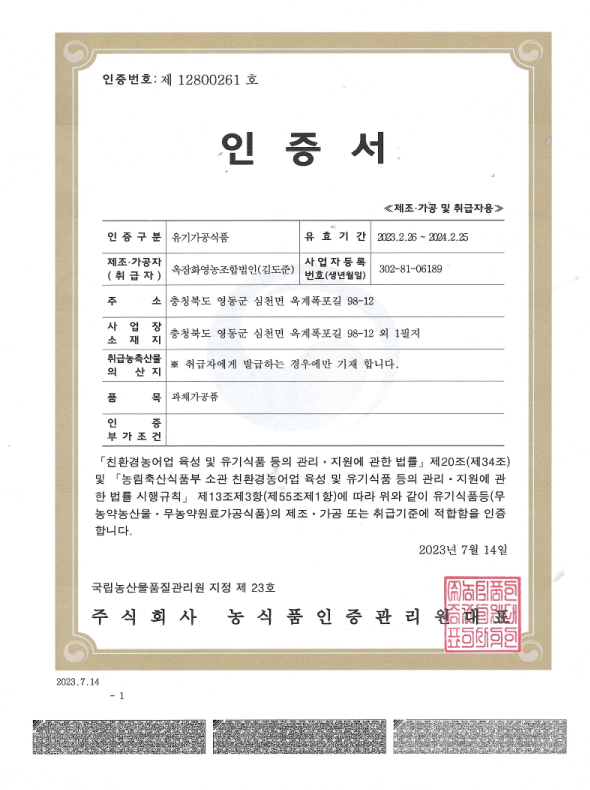 인증번호: 제 12800261 호
인 증 서
≪제조·가공 및 취급자용≫
인 증 구 분 유기가공식품 유 효 기 간 2023.2.26 ~ 2024.2.25
제조·가공자
(취 급 자) 옥잠화영농조합법인(김도준) 사업자등록
번호(생년월일) 302-81-06189
주 소 충청북도 영동군 심천면 옥계폭포길 98-12
사 업 장
소 재 지 충청북도 영동군 심천면 옥계폭포길 98-12 외 1필지
취급농축산물
의 산 지 ※ 취급자에게 발급하는 경우에만 기재 합니다.
품 목 과채가공품
인 증
부 가 조 건
「친환경농어업 육성 및 유기식품 등의 관리·지원에 관한 법률」 제20조(제34조)
및 「농림축산식품부 소관 친환경농어업 육성 및 유기식품 등의 관리·지원에 관
한 법률 시행규칙」 제13조제3항(제55조제1항)에 따라 위와 같이 유기식품등(무
농약농산물·무농약원료가공식품)의 제조·가공 또는 취급기준에 적합함을 인증
합니다.
2023년 7월 14일
국립농산물품질관리원 지정 제 23호
주식회사 농식품인증관리원대표
2023.7.14
- 1